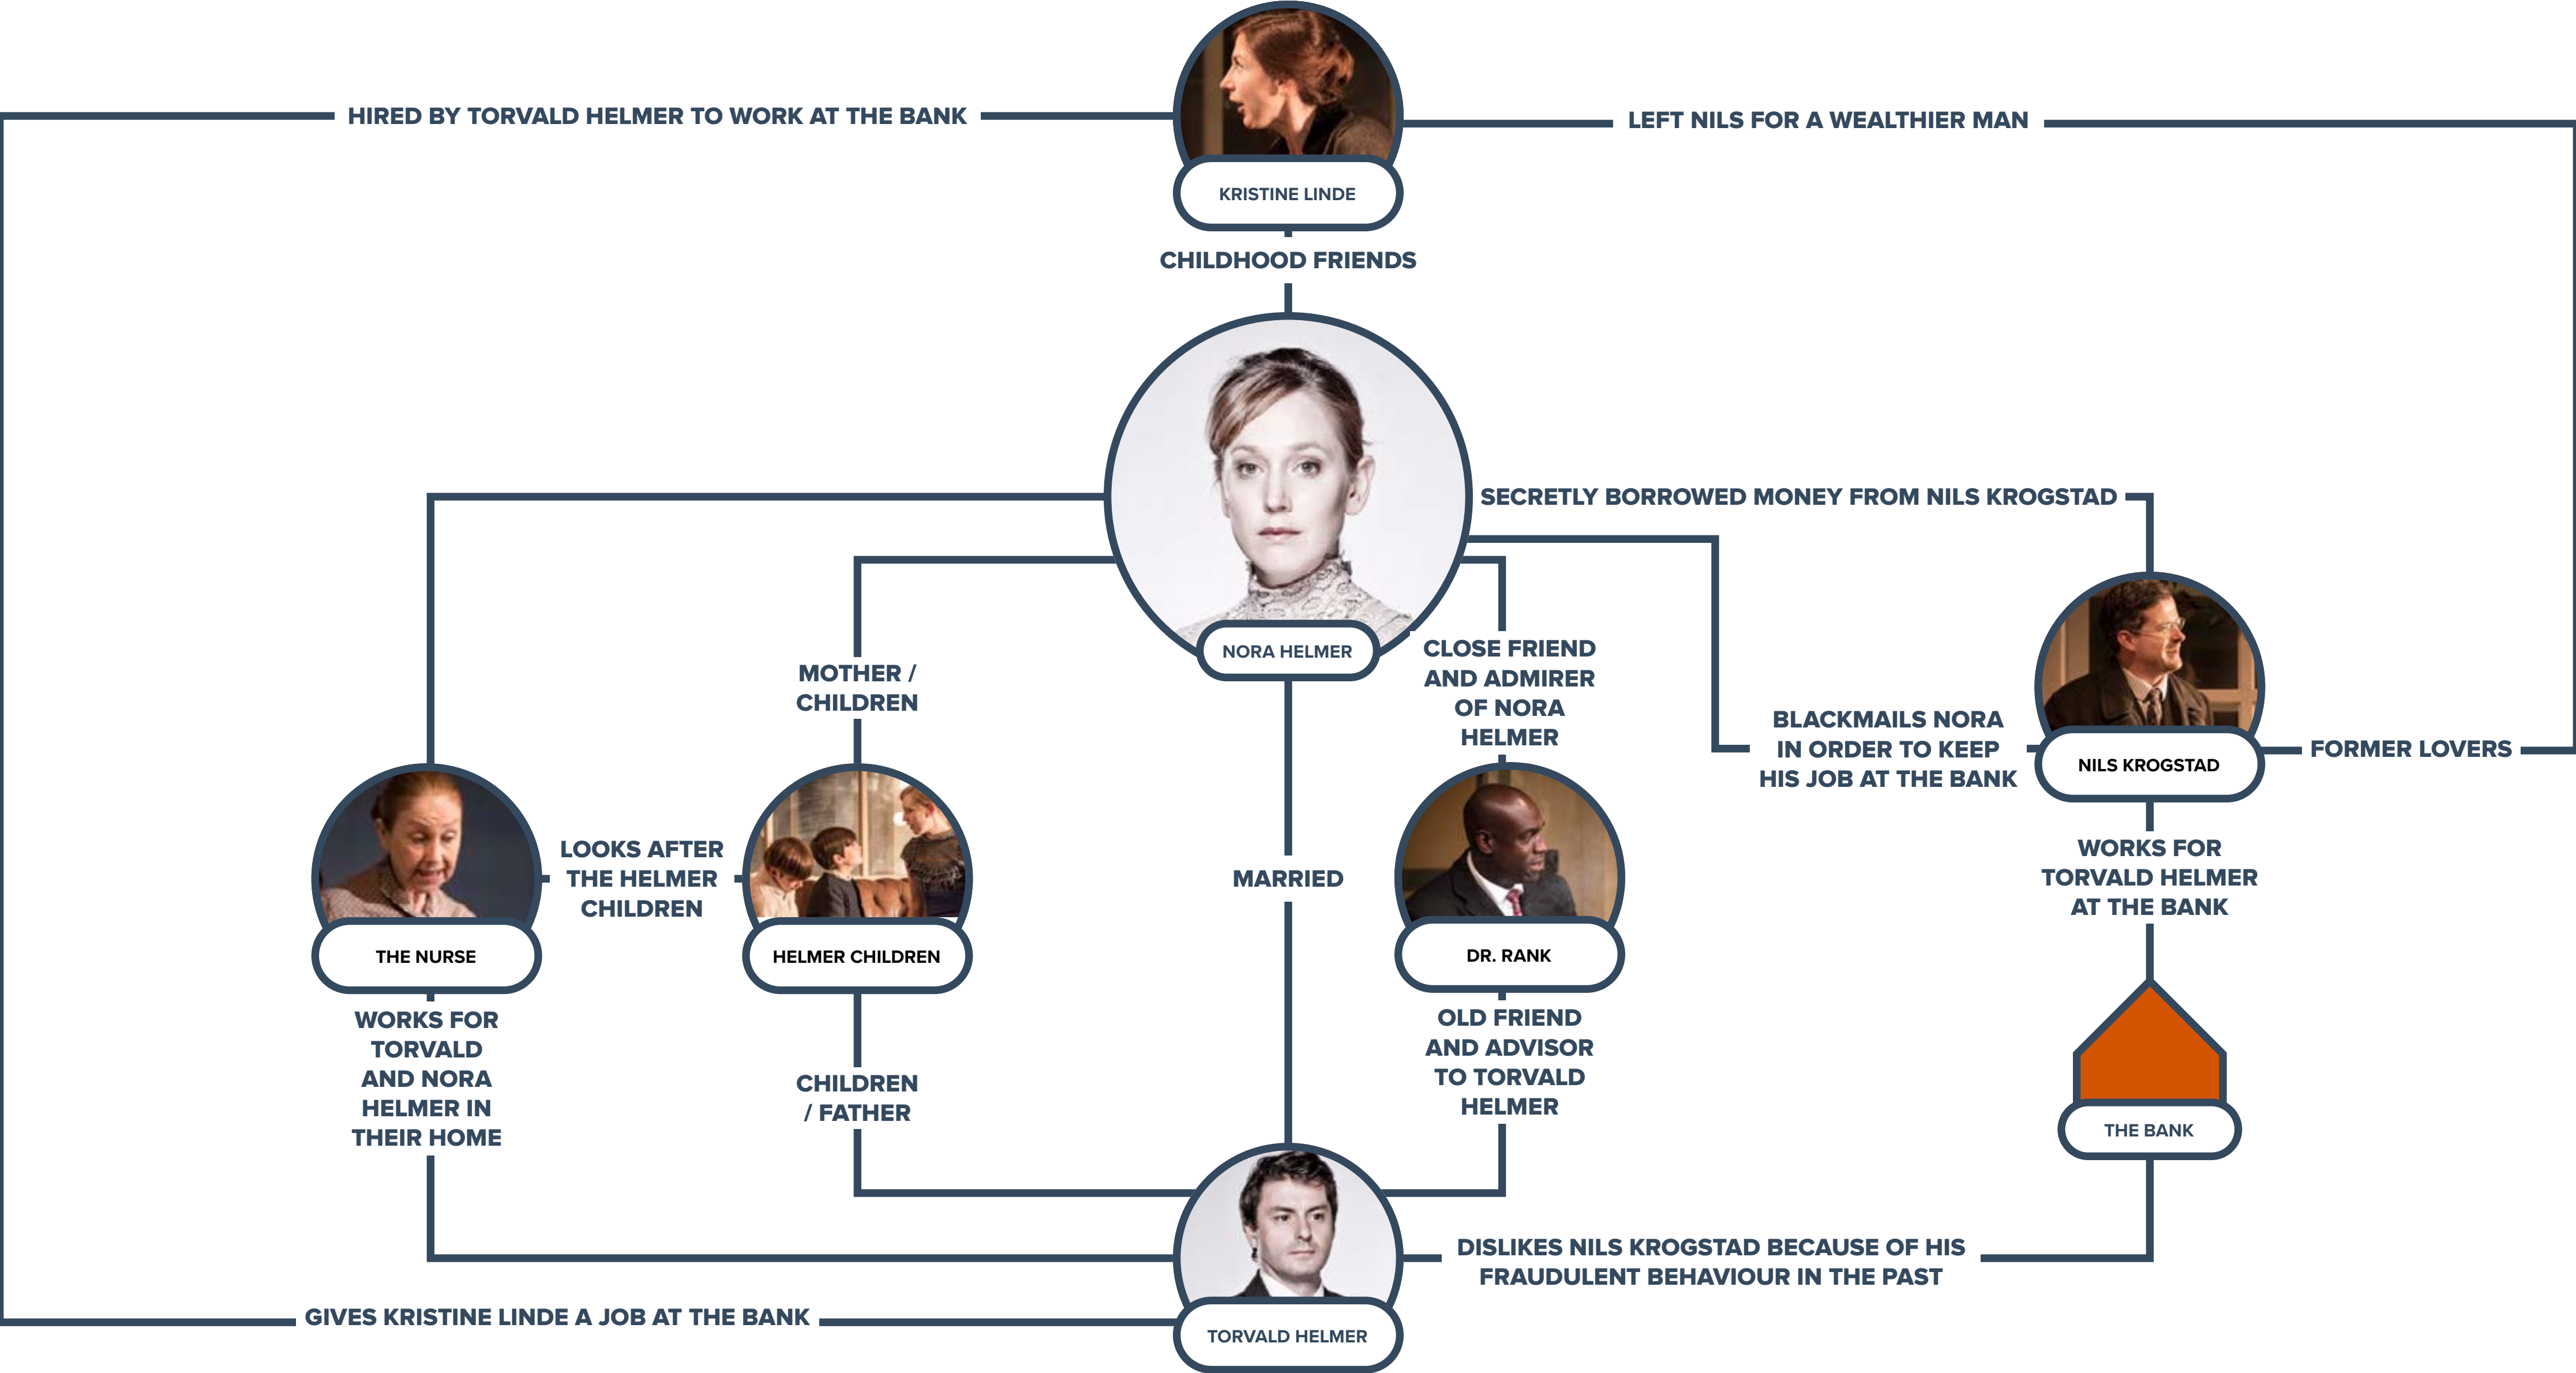 HIRED BY TORVALD HELMER TO WORK AT THE BANK
LEFT NILS FOR A WEALTHIER MAN
KRISTINE LINDE
CHILDHOOD FRIENDS
SECRETLY BORROWED MONEY FROM NILS KROGSTAD
NORA HELMER
MOTHER /
CHILDREN
CLOSE FRIEND
AND ADMIRER
OF NORA
HELMER
BLACKMAILS NORA
IN ORDER TO KEEP
HIS JOB AT THE BANK
NILS KROGSTAD
FORMER LOVERS
LOOKS AFTER
THE HELMER
CHILDREN
MARRIED
WORKS FOR
TORVALD HELMER
AT THE BANK
THE NURSE
HELMER CHILDREN
DR. RANK
WORKS FOR
TORVALD
AND NORA
HELMER IN
THEIR HOME
CHILDREN
/ FATHER
OLD FRIEND
AND ADVISOR
TO TORVALD
HELMER
THE BANK
DISLIKES NILS KROGSTAD BECAUSE OF HIS
FRAUDULENT BEHAVIOUR IN THE PAST
GIVES KRISTINE LINDE A JOB AT THE BANK
TORVALD HELMER